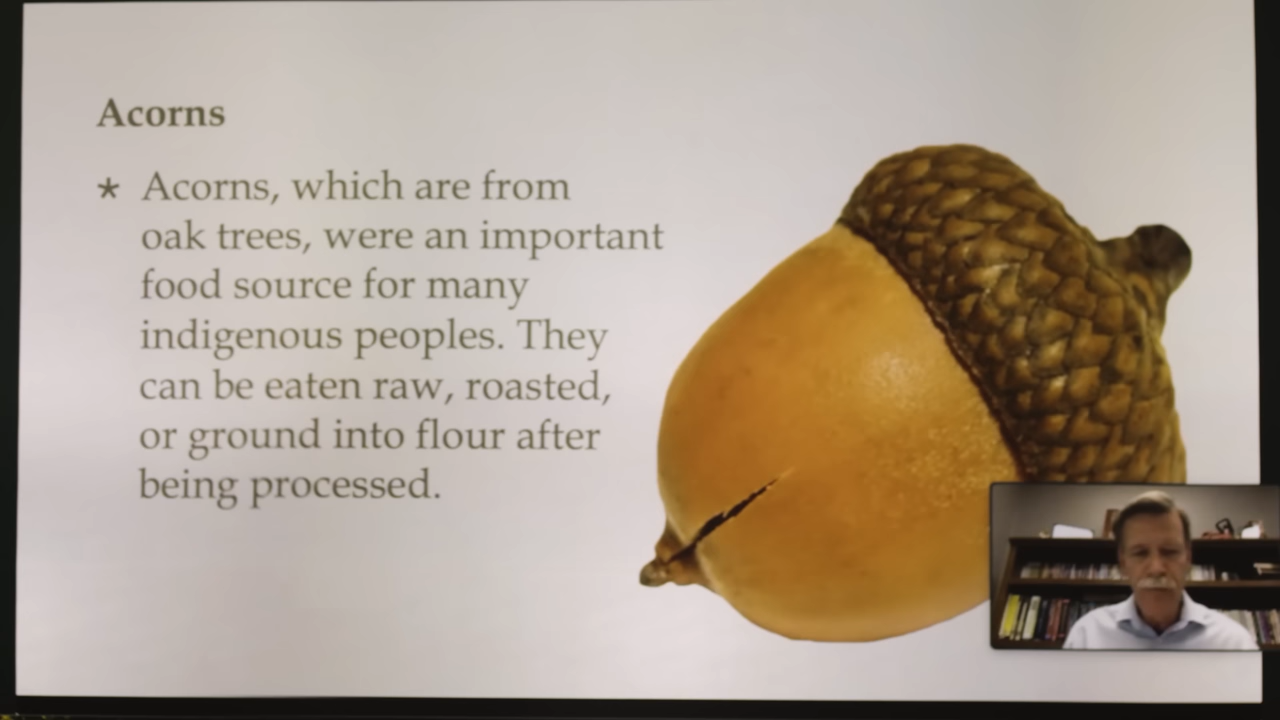 Acorns
* Acorns, which are from
oak trees, were an important
food source for many
indigenous peoples. They
can be eaten raw, roasted,
or ground into flour after
being processed.